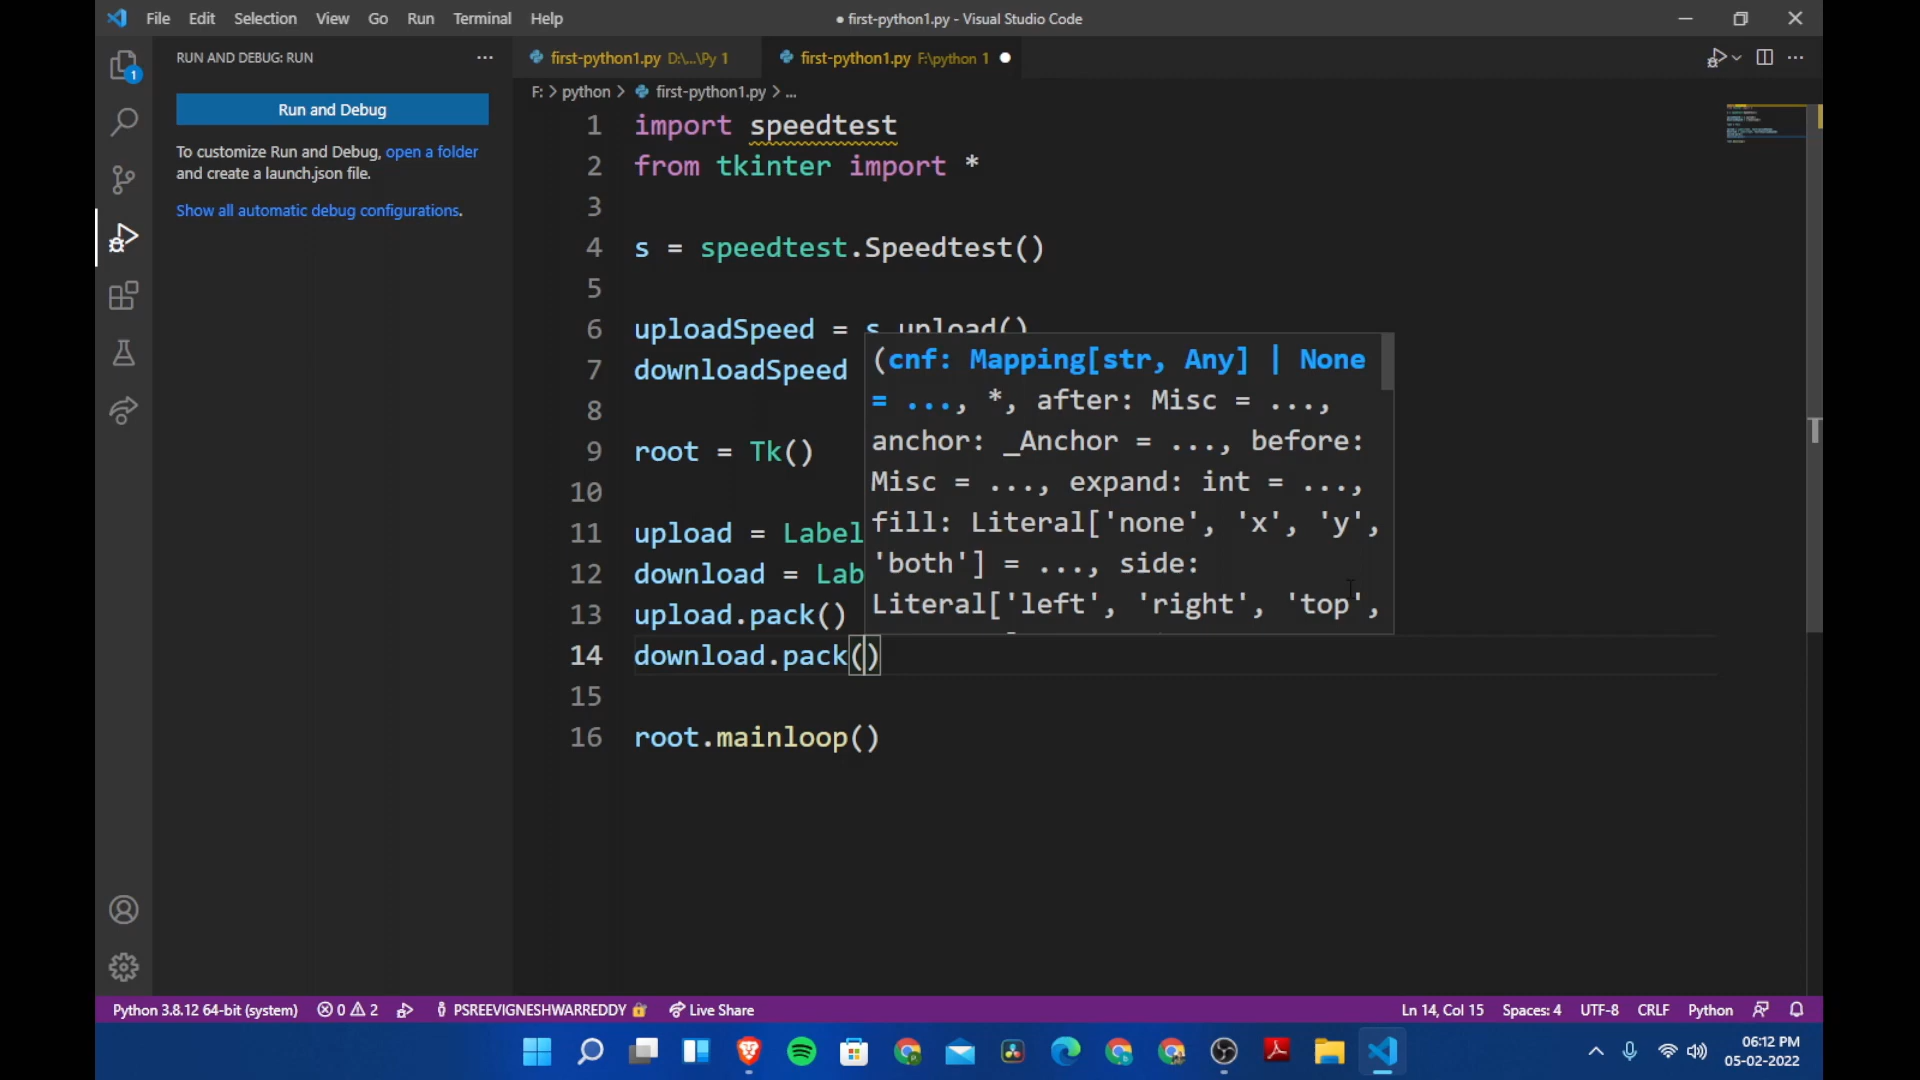 File Edit Selection View Go Run Terminal Help
● first-python1.py - Visual Studio Code
RUN AND DEBUG: RUN
first-python1.py D:\...\Py 1
first-python1.py F:\python 1
1
F: > python > first-python1.py > ...
Run and Debug
To customize Run and Debug, open a folder
and create a launch.json file.
Show all automatic debug configurations.
1 import speedtest
2 from tkinter import *
3
4 s = speedtest.Speedtest()
5
6 uploadSpeed = s.upload()
7 downloadSpeed
8
9 root = Tk()
10
11 upload = Label
12 download = Lab
13 upload.pack()
14 download.pack()
15
16 root.mainloop()
(cnf: Mapping[str, Any] | None
= ..., *, after: Misc = ...,
anchor: _Anchor = ..., before:
Misc = ..., expand: int = ...,
fill: Literal['none', 'x', 'y',
'both'] = ..., side:
Literal['left', 'right', 'top',
Python 3.8.12 64-bit (system) 0 2 PSREEVIGNESHWARREDDY Live Share
Ln 14, Col 15 Spaces: 4 UTF-8 CRLF Python
06:12 PM
05-02-2022